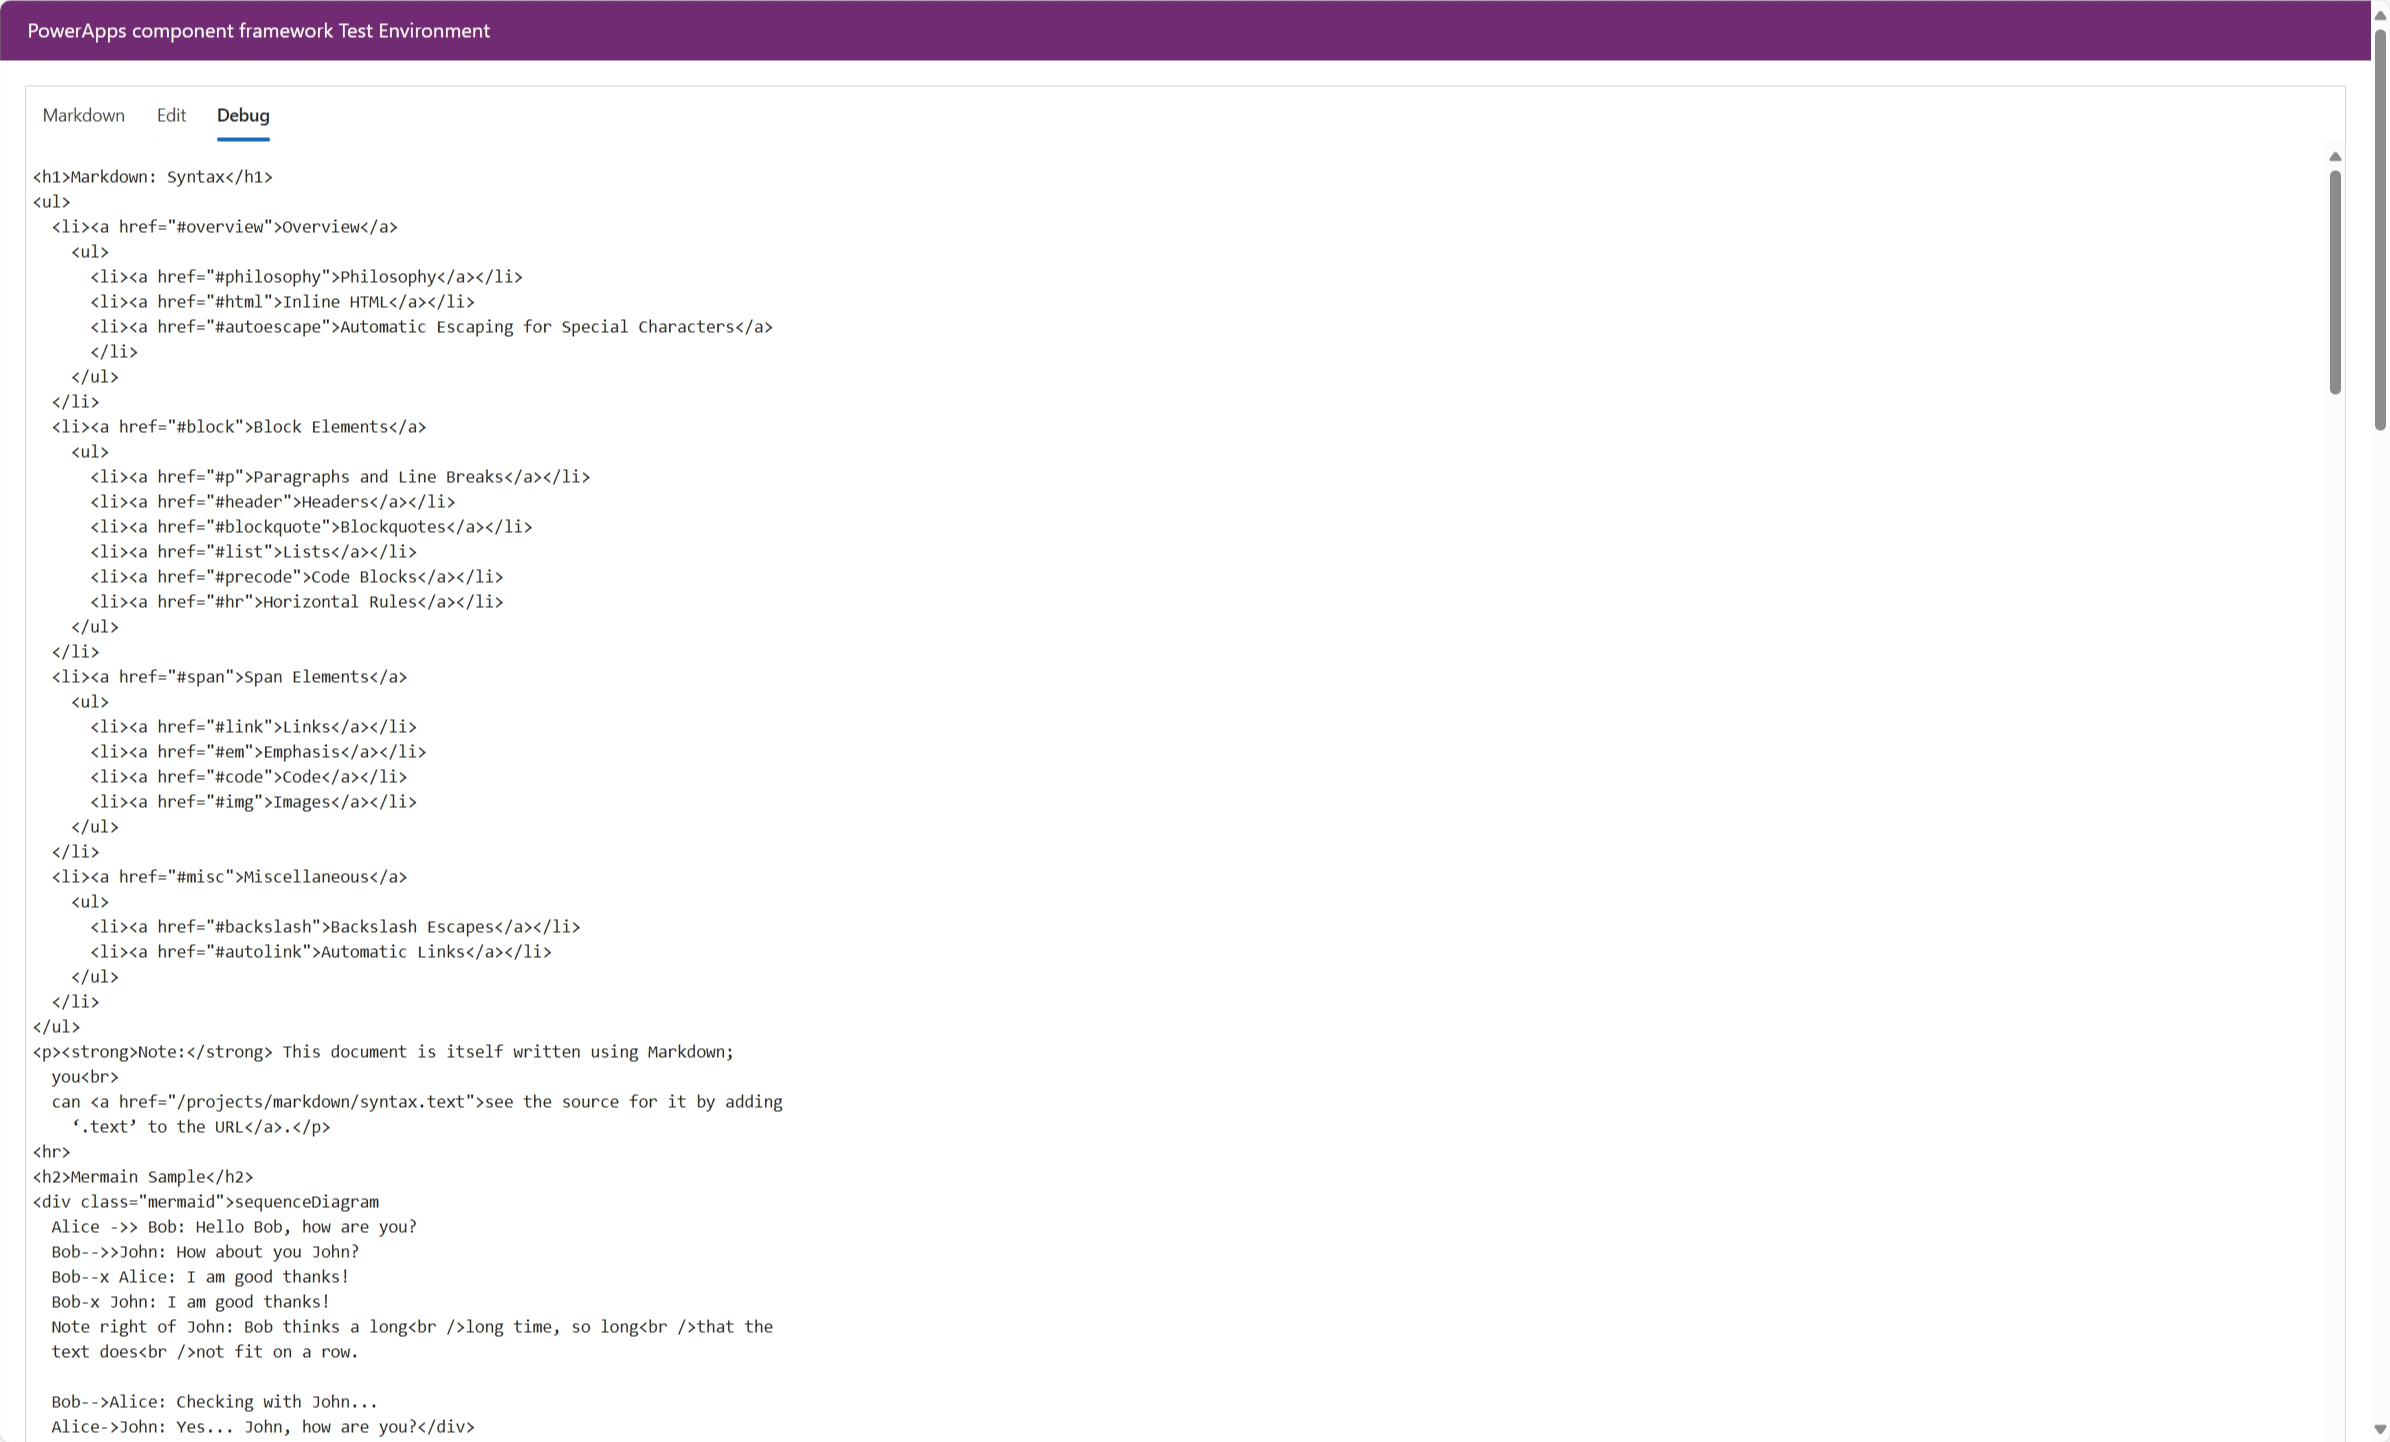 PowerApps component framework Test Environment
Markdown Edit Debug
<h1>Markdown: Syntax</h1>
<ul>
  <li><a href="#overview">Overview</a>
    <ul>
      <li><a href="#philosophy">Philosophy</a></li>
      <li><a href="#html">Inline HTML</a></li>
      <li><a href="#autoescape">Automatic Escaping for Special Characters</a>
      </li>
    </ul>
  </li>
  <li><a href="#block">Block Elements</a>
    <ul>
      <li><a href="#p">Paragraphs and Line Breaks</a></li>
      <li><a href="#header">Headers</a></li>
      <li><a href="#blockquote">Blockquotes</a></li>
      <li><a href="#list">Lists</a></li>
      <li><a href="#precode">Code Blocks</a></li>
      <li><a href="#hr">Horizontal Rules</a></li>
    </ul>
  </li>
  <li><a href="#span">Span Elements</a>
    <ul>
      <li><a href="#link">Links</a></li>
      <li><a href="#em">Emphasis</a></li>
      <li><a href="#code">Code</a></li>
      <li><a href="#img">Images</a></li>
    </ul>
  </li>
  <li><a href="#misc">Miscellaneous</a>
    <ul>
      <li><a href="#backslash">Backslash Escapes</a></li>
      <li><a href="#autolink">Automatic Links</a></li>
    </ul>
  </li>
</ul>
<p><strong>Note:</strong> This document is itself written using Markdown;
  you<br>
  can <a href="/projects/markdown/syntax.text">see the source for it by adding
    ‘.text’ to the URL</a>.</p>
<hr>
<h2>Mermain Sample</h2>
<div class="mermaid">sequenceDiagram
  Alice ->> Bob: Hello Bob, how are you?
  Bob-->>John: How about you John?
  Bob--x Alice: I am good thanks!
  Bob-x John: I am good thanks!
  Note right of John: Bob thinks a long<br />long time, so long<br />that the
  text does<br />not fit on a row.

  Bob-->Alice: Checking with John...
  Alice->John: Yes... John, how are you?</div>